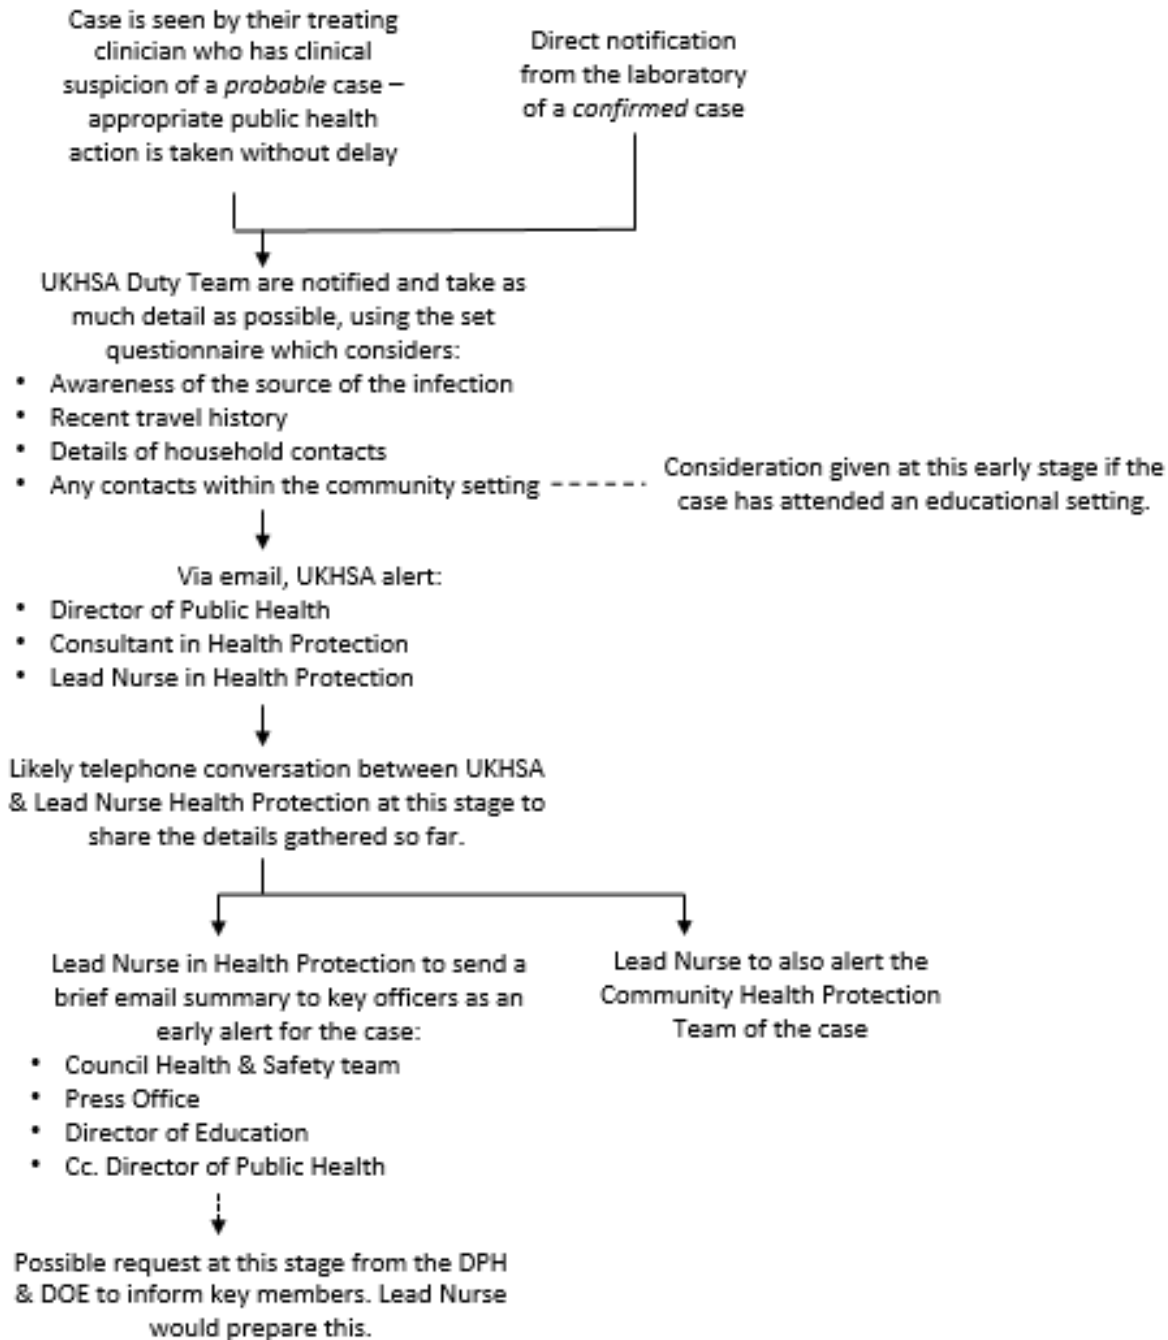 Case is seen by their treating
clinician who has clinical
suspicion of a probable case –
appropriate public health
action is taken without delay
Direct notification
from the laboratory
of a confirmed case
UKHSA Duty Team are notified and take as
much detail as possible, using the set
questionnaire which considers:
• Awareness of the source of the infection
• Recent travel history
• Details of household contacts
• Any contacts within the community setting
Consideration given at this early stage if the
case has attended an educational setting.
Via email, UKHSA alert:
• Director of Public Health
• Consultant in Health Protection
• Lead Nurse in Health Protection
Likely telephone conversation between UKHSA
& Lead Nurse Health Protection at this stage to
share the details gathered so far.
Lead Nurse in Health Protection to send a
brief email summary to key officers as an
early alert for the case:
• Council Health & Safety team
• Press Office
• Director of Education
• Cc. Director of Public Health
Lead Nurse to also alert the
Community Health Protection
Team of the case
Possible request at this stage from the DPH
& DOE to inform key members. Lead Nurse
would prepare this.